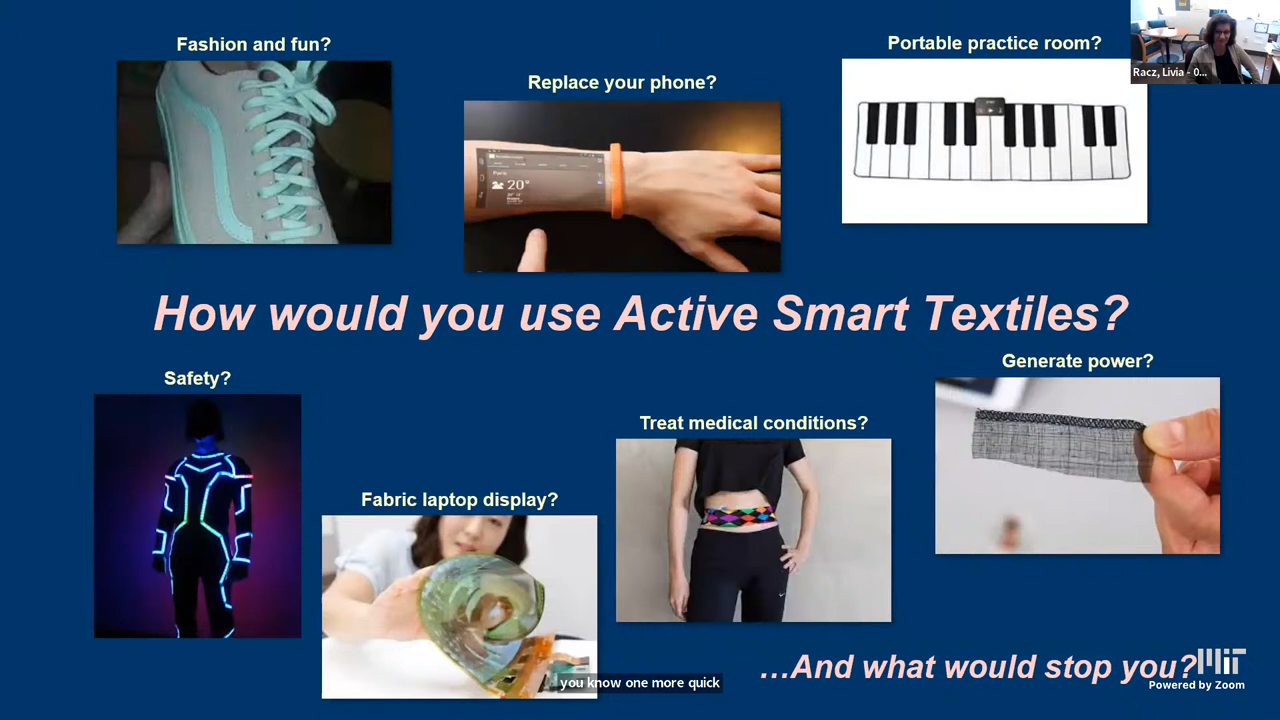 Fashion and fun?
Replace your phone?
Portable practice room?
Racz, Livia - 0...
20°
How would you use Active Smart Textiles?
Safety?
Fabric laptop display?
Treat medical conditions?
Generate power?
...And what would stop you?
MIT
Powered by Zoom
you know one more quick